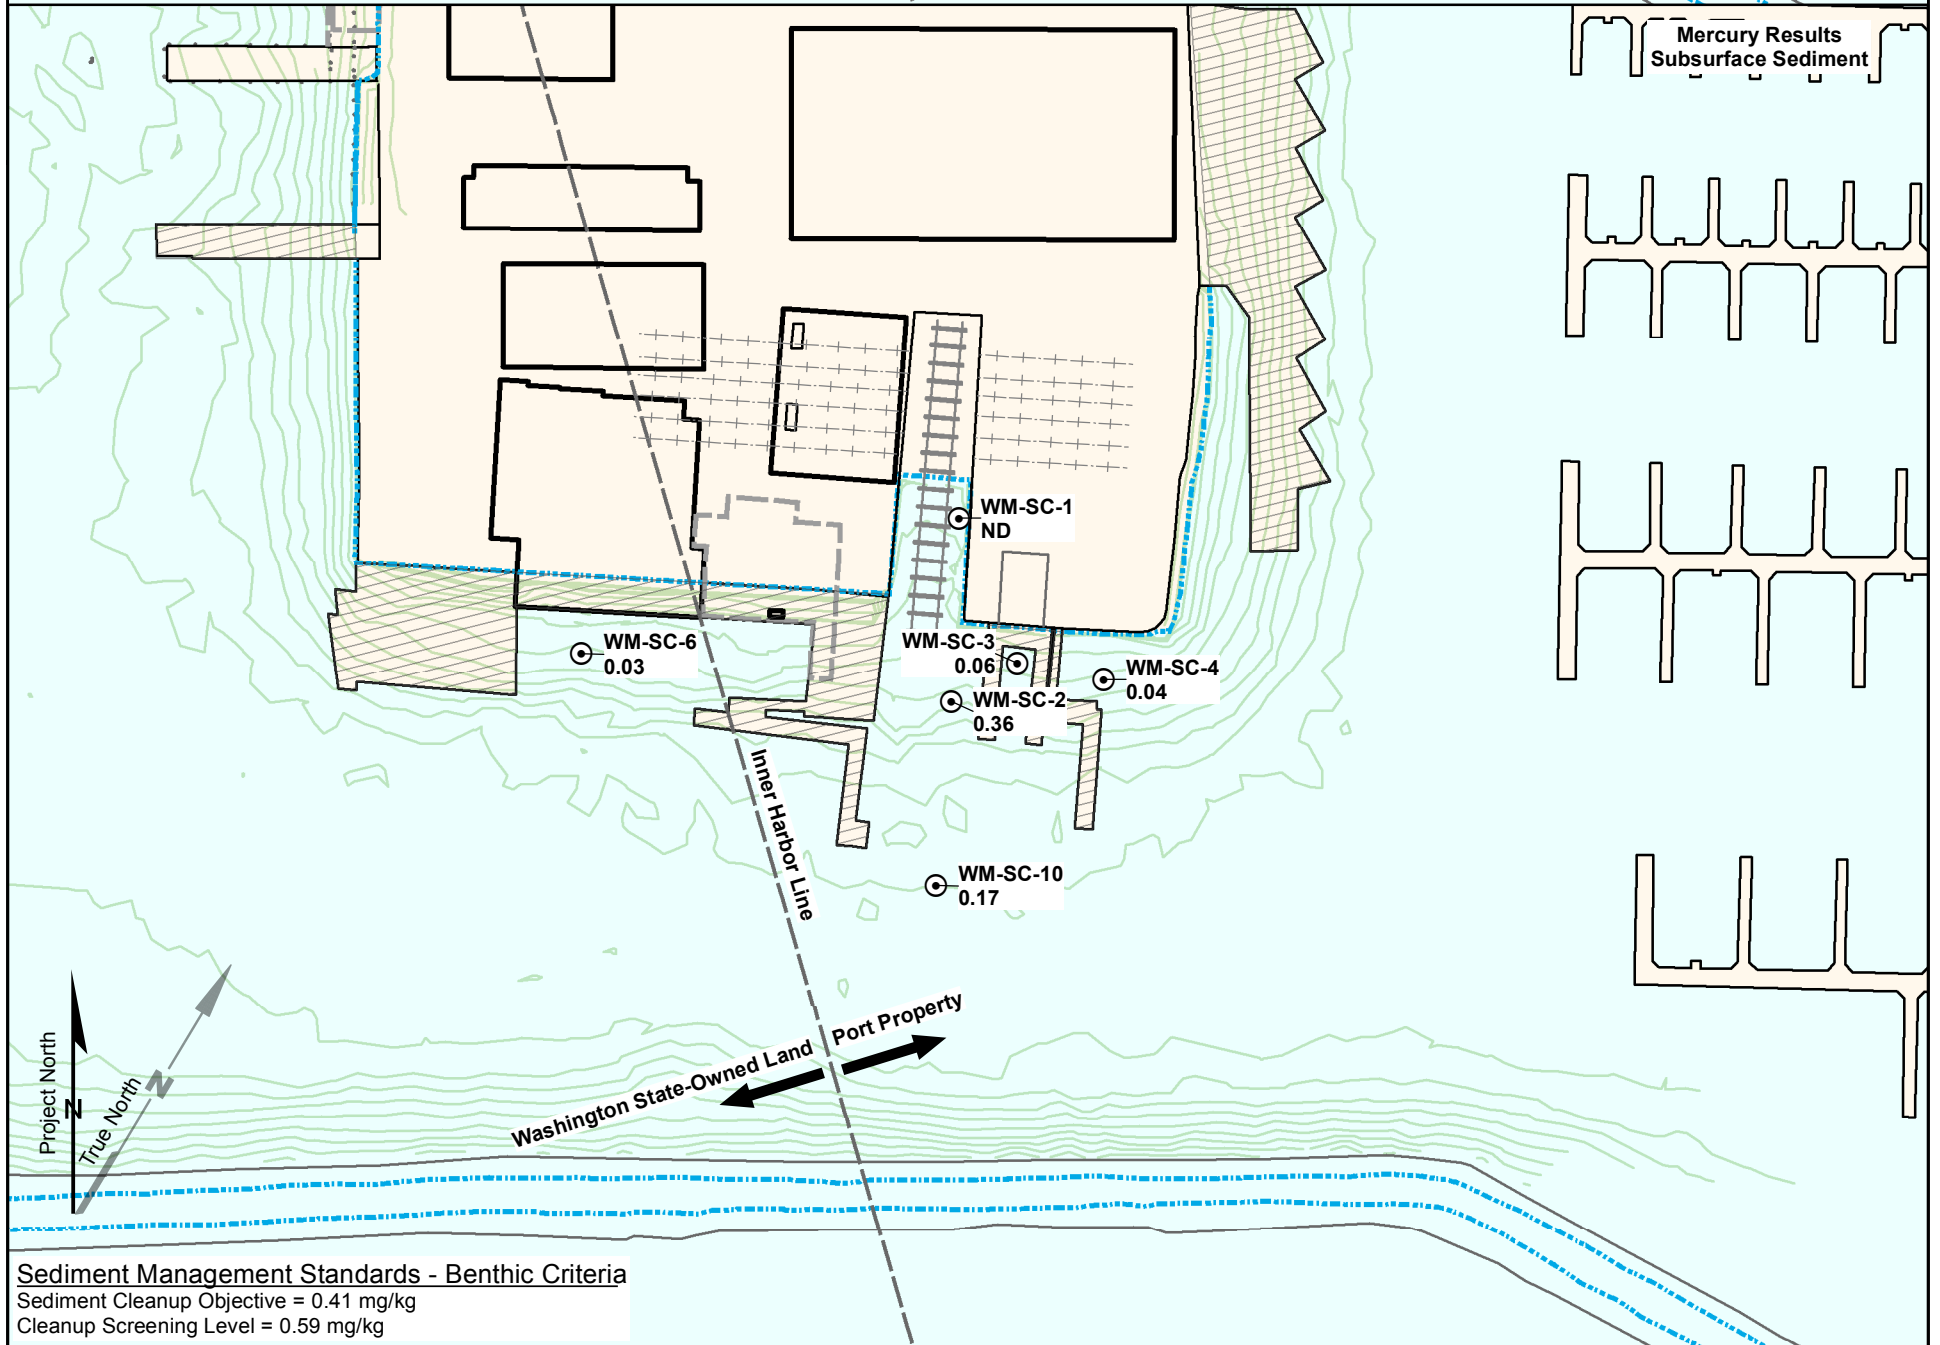 Mercury Results
Subsurface Sediment
WM-SC-1
ND
WM-SC-6
0.03
WM-SC-3
0.06
WM-SC-4
0.04
WM-SC-2
0.36
Inner Harbor Line
WM-SC-10
0.17
Port Property
Washington State-Owned Land
Project North
N
True North
N
Sediment Management Standards - Benthic Criteria
Sediment Cleanup Objective = 0.41 mg/kg
Cleanup Screening Level = 0.59 mg/kg